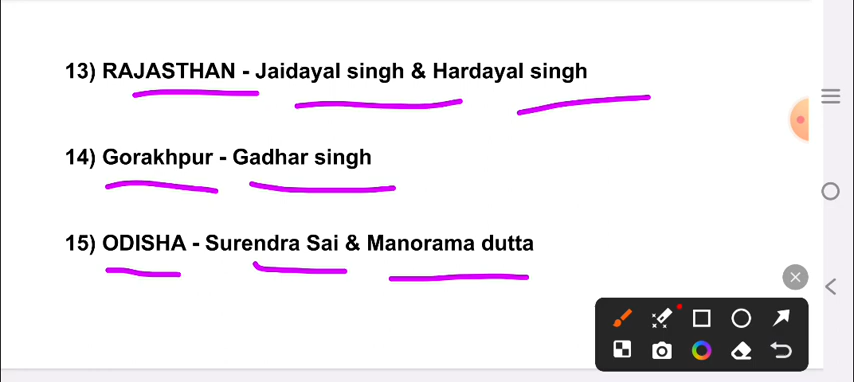 13) RAJASTHAN - Jaidayal singh & Hardayal singh
14) Gorakhpur - Gadhar singh
15) ODISHA - Surendra Sai & Manorama dutta